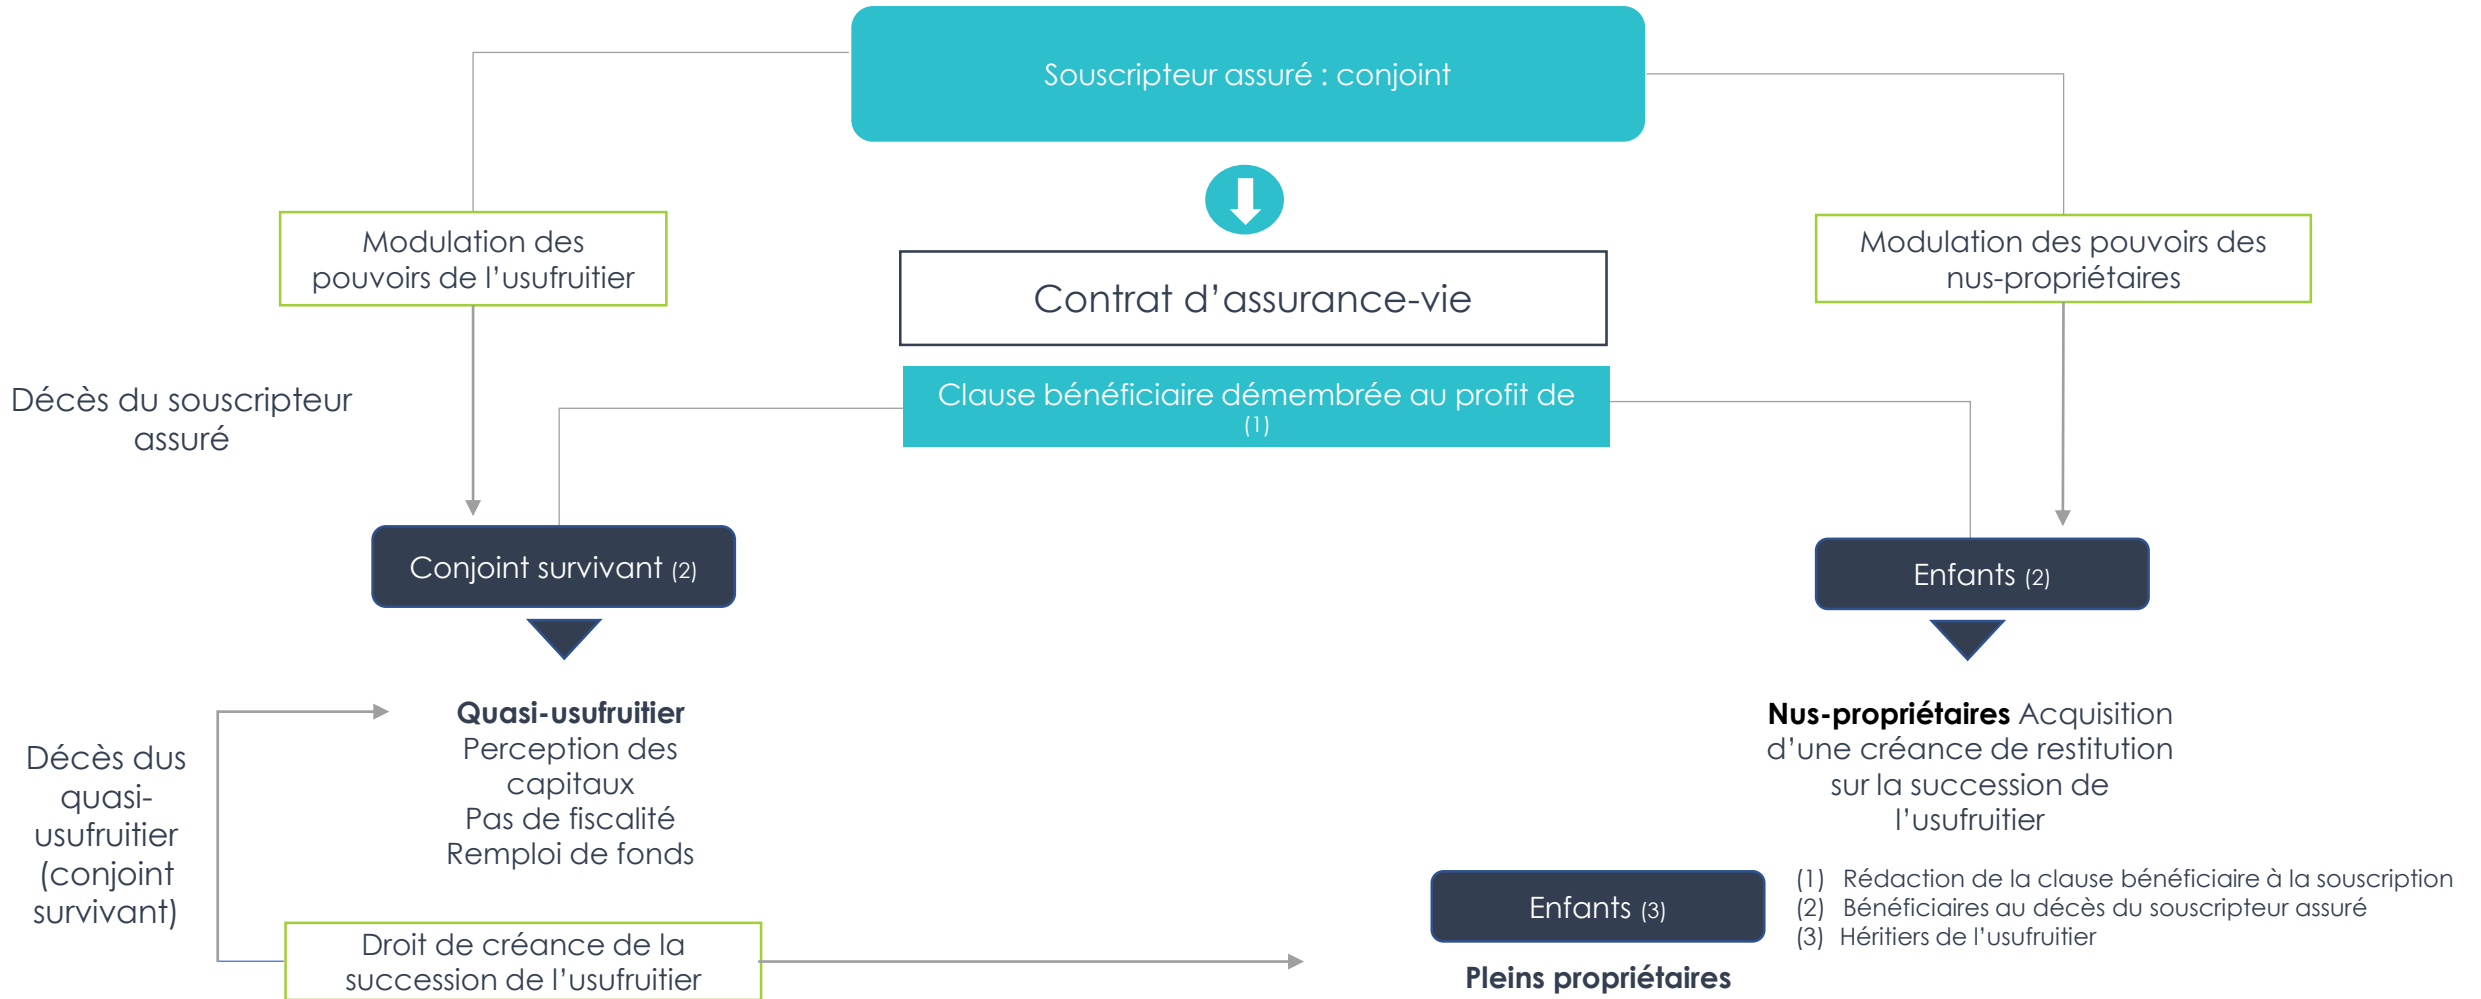 Souscripteur assuré : conjoint
Modulation des
pouvoirs de l’usufruitier
Modulation des pouvoirs des
nus-propriétaires
Contrat d’assurance-vie
Clause bénéficiaire démembrée au profit de
(1)
Décès du souscripteur
assuré
Conjoint survivant (2)
Enfants (2)
Quasi-usufruitier
Perception des
capitaux
Pas de fiscalité
Remploi de fonds
Nus-propriétaires Acquisition
d’une créance de restitution
sur la succession de
l’usufruitier
Décès dus
quasi-
usufruitier
(conjoint
survivant)
Droit de créance de la
succession de l’usufruitier
Enfants (3)
Pleins propriétaires
(1) Rédaction de la clause bénéficiaire à la souscription
(2) Bénéficiaires au décès du souscripteur assuré
(3) Héritiers de l’usufruitier